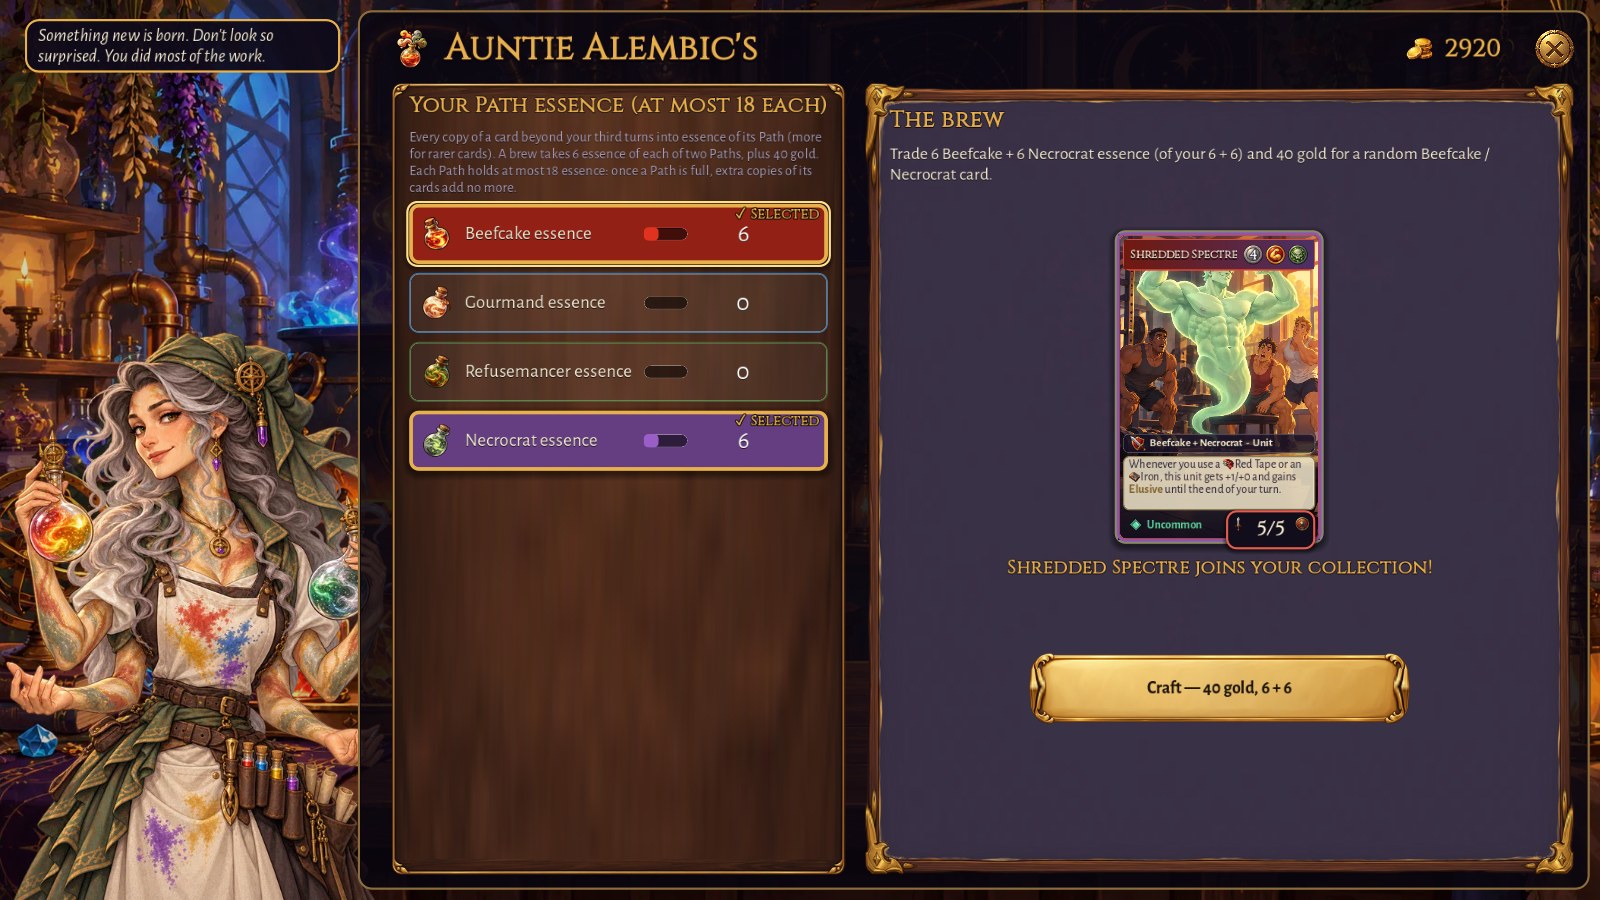 Something new is born. Don't look so
surprised. You did most of the work.
Auntie Alembic's
2920
Your Path essence (at most 18 each)
Every copy of a card beyond your third turns into essence of its Path (more
for rarer cards). A brew takes 6 essence of each of two Paths, plus 40 gold.
Each Path holds at most 18 essence: once a Path is full, extra copies of its
cards add no more.
✓ Selected
Beefcake essence 6
Gourmand essence 0
Refusemancer essence 0
✓ Selected
Necrocrat essence 6
The brew
Trade 6 Beefcake + 6 Necrocrat essence (of your 6 + 6) and 40 gold for a random Beefcake /
Necrocrat card.
Shredded Spectre 4
Beefcake + Necrocrat - Unit
Whenever you use a Red Tape or an
Iron, this unit gets +1/+0 and gains
Elusive until the end of your turn.
Uncommon 5/5
Shredded Spectre joins your collection!
Craft — 40 gold, 6 + 6